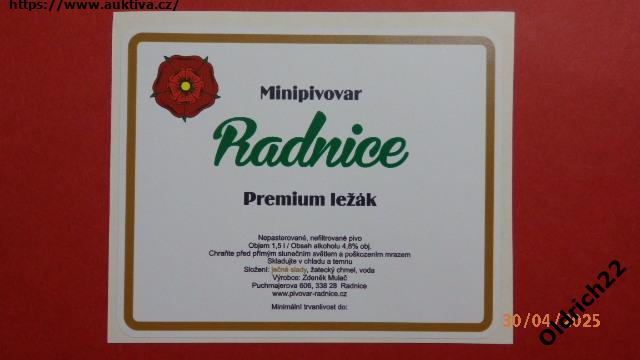 https://www.auktiva.cz/
Minipivovar
Radnice
Premium ležák
Nepasterované, nefiltrované pivo
Objem 1,5 l / Obsah alkoholu 4,8% obj.
Chraňte před přímým slunečním světlem a poškozením mrazem
Skladujte v chladu a temnu
Složení: ječné slady, žatecký chmel, voda
Výrobce: Zdeněk Mulač
Puchmajerova 606, 338 28 Radnice
www.pivovar-radnice.cz
Minimální trvanlivost do:
30/04/2025
Oldrich22